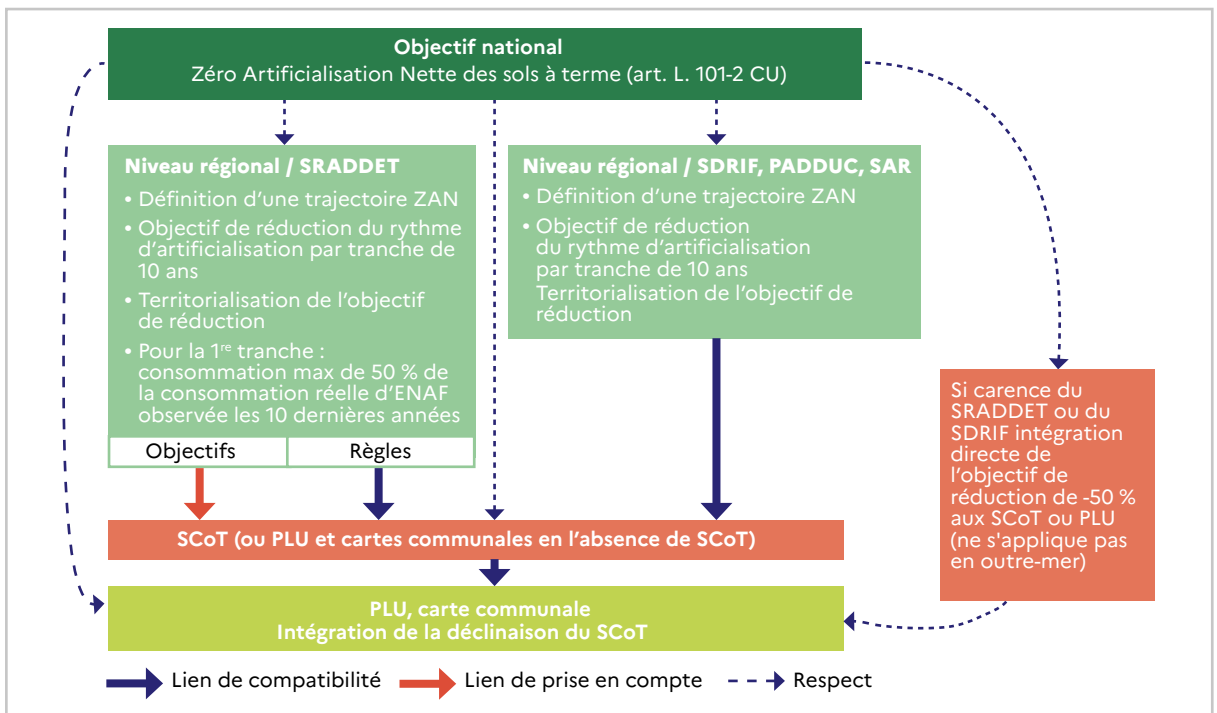 Objectif national
Zéro Artificialisation Nette des sols à terme (art. L. 101-2 CU)
Niveau régional / SRADDET
• Définition d'une trajectoire ZAN
• Objectif de réduction du rythme
d'artificialisation par tranche de
10 ans
• Territorialisation de l'objectif
de réduction
• Pour la 1re tranche :
consommation max de 50 % de
la consommation réelle d'ENAF
observée les 10 dernières années
Objectifs
Règles
Niveau régional / SDRIF, PADDUC, SAR
• Définition d'une trajectoire ZAN
• Objectif de réduction
du rythme d'artificialisation
par tranche de 10 ans
Territorialisation de l'objectif de
réduction
Si carence du
SRADDET ou du
SDRIF intégration
directe de
l'objectif de
réduction de -50 %
aux SCoT ou PLU
(ne s'applique pas
en outre-mer)
SCoT (ou PLU et cartes communales en l'absence de SCoT)
PLU, carte communale
Intégration de la déclinaison du SCoT
Lien de compatibilité
Lien de prise en compte
Respect